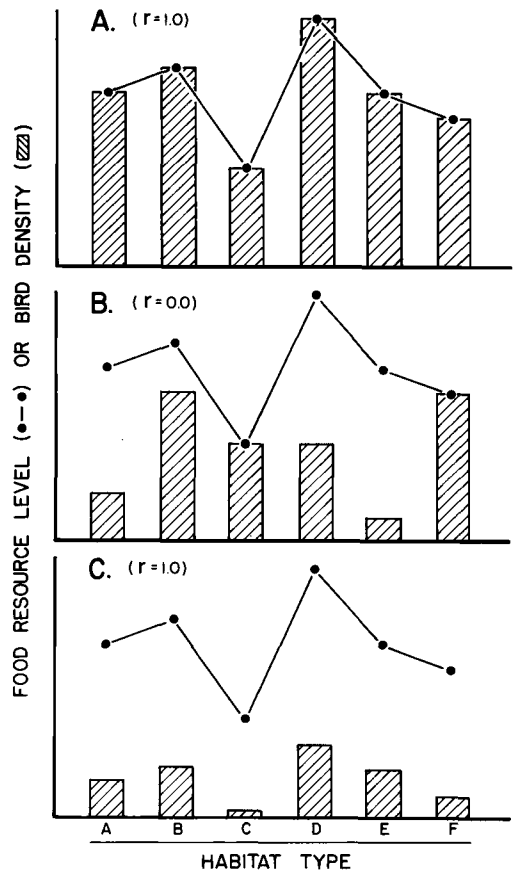 A. (r=1.0)
B. (r=0.0)
C. (r=1.0)
FOOD RESOURCE LEVEL (●—●) OR BIRD DENSITY (▨)
A B C D E F
HABITAT TYPE